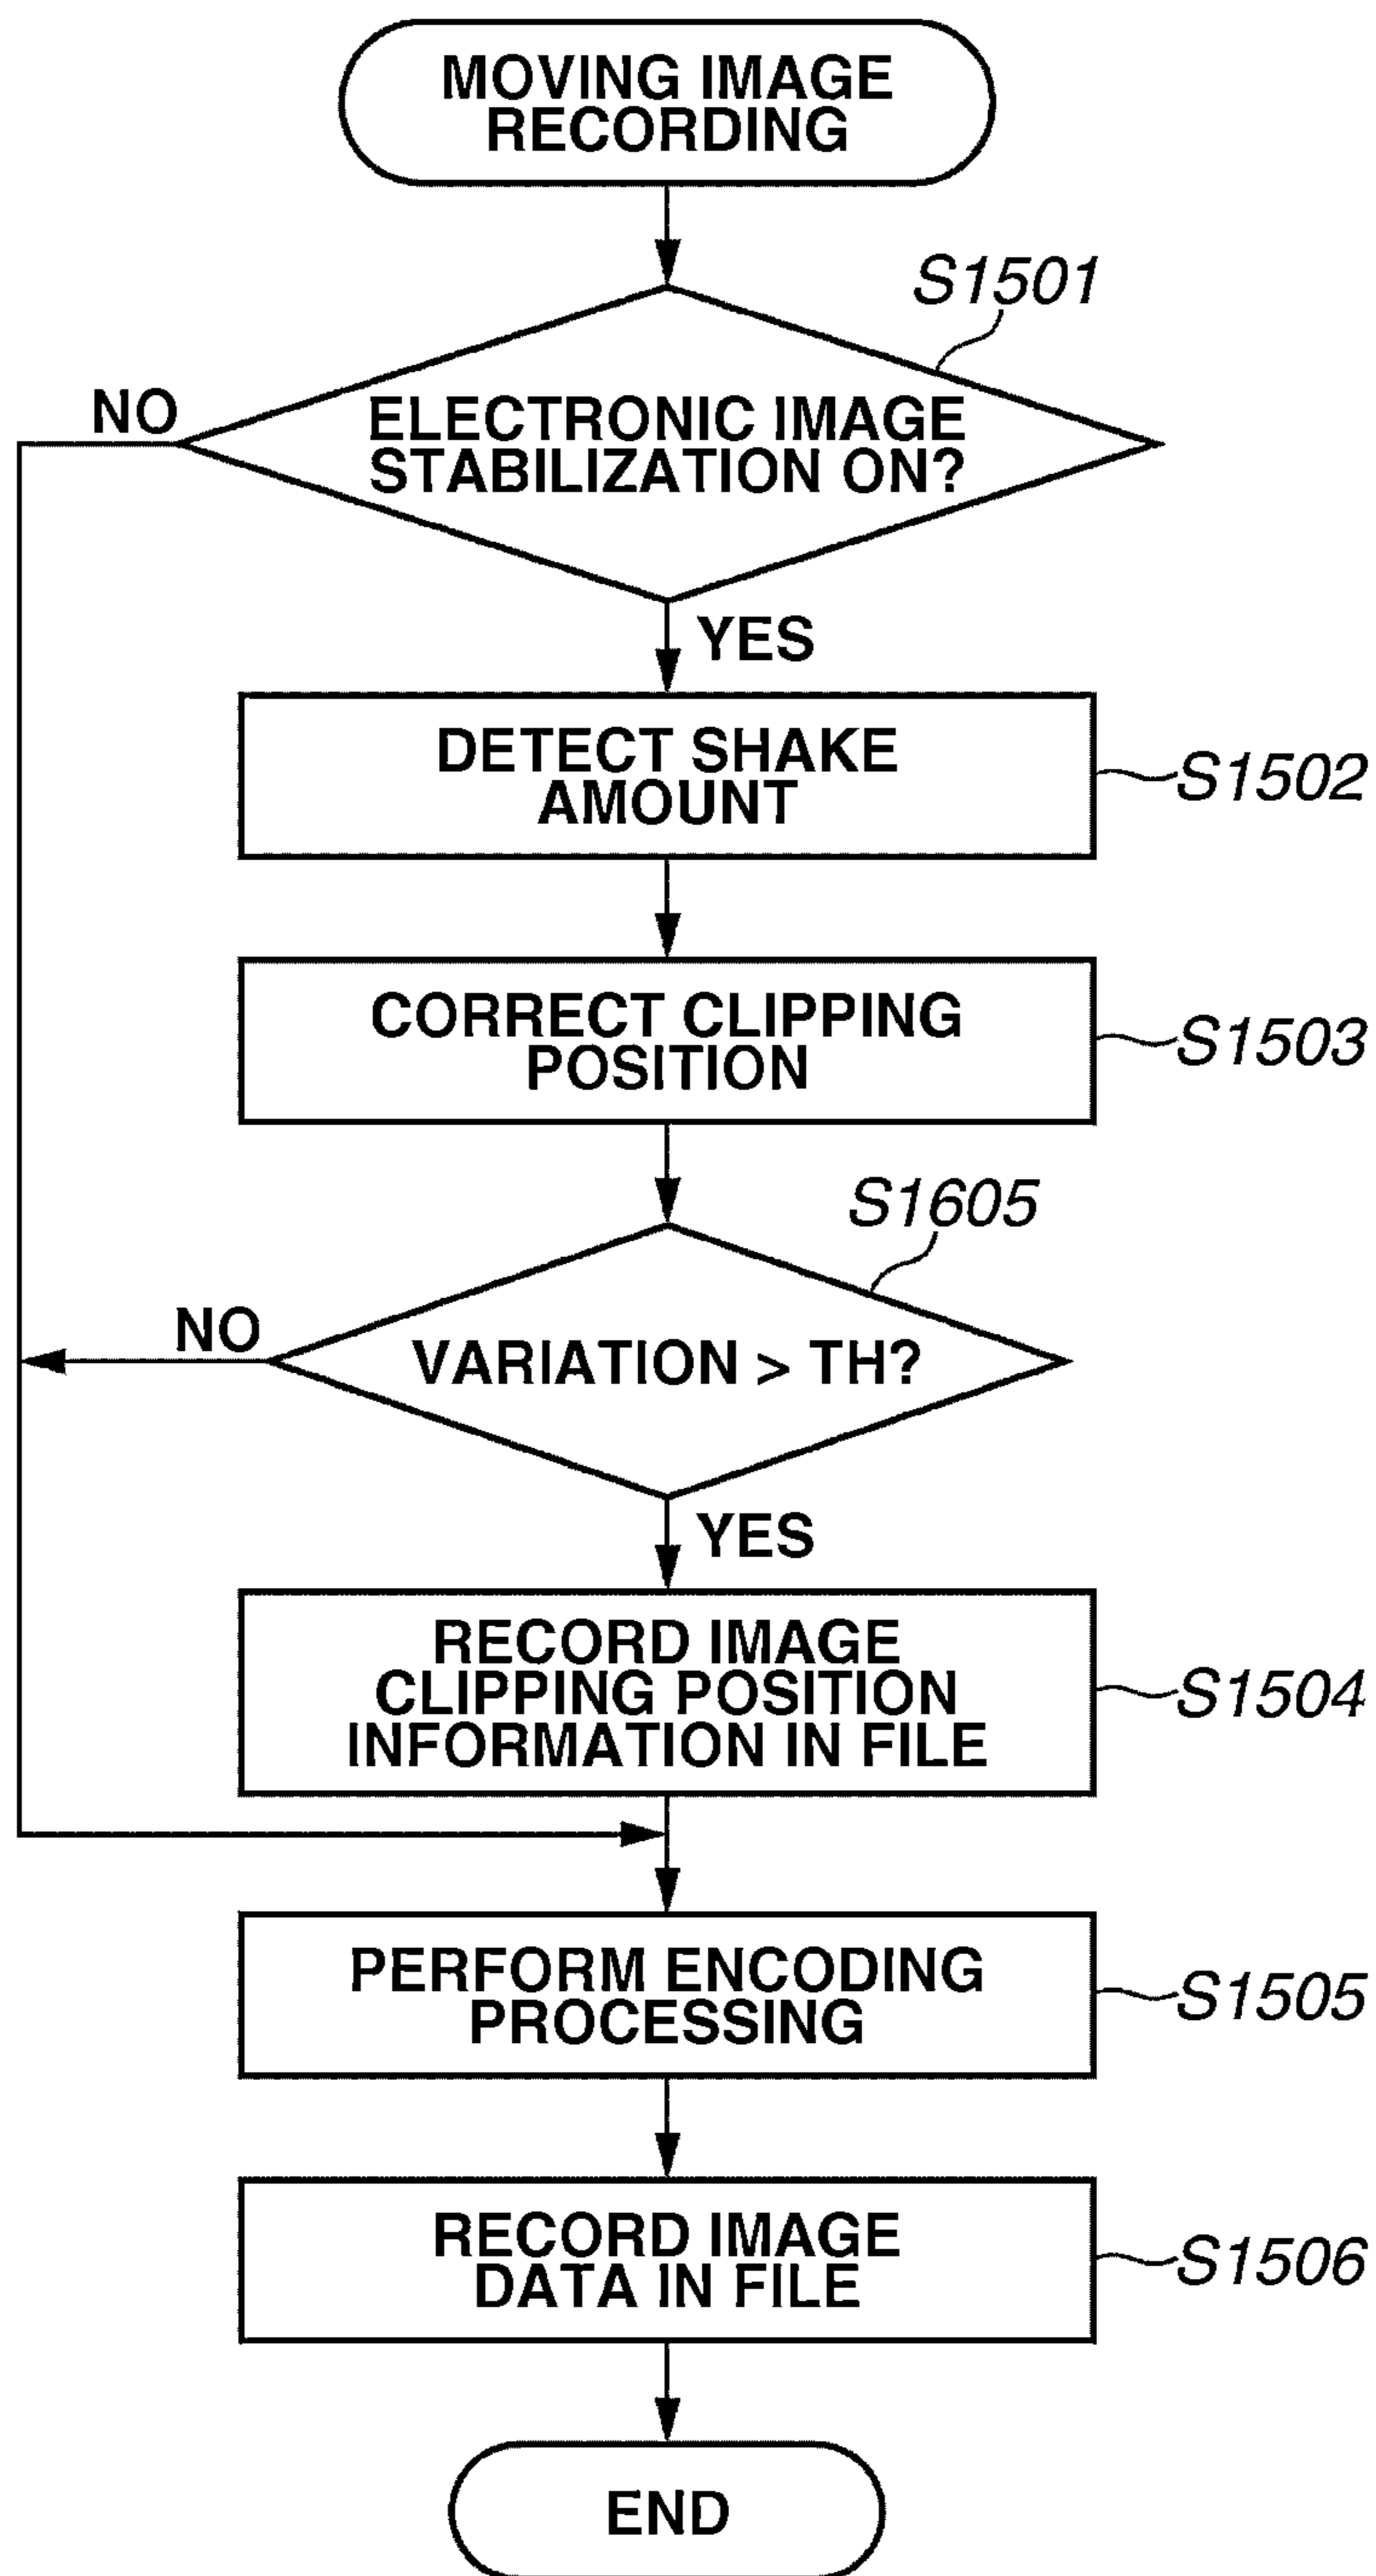 MOVING IMAGE
RECORDING
S1501
NO
ELECTRONIC IMAGE
STABILIZATION ON?
YES
DETECT SHAKE
AMOUNT
S1502
CORRECT CLIPPING
POSITION
S1503
S1605
NO
VARIATION > TH?
YES
RECORD IMAGE
CLIPPING POSITION
INFORMATION IN FILE
S1504
PERFORM ENCODING
PROCESSING
S1505
RECORD IMAGE
DATA IN FILE
S1506
END